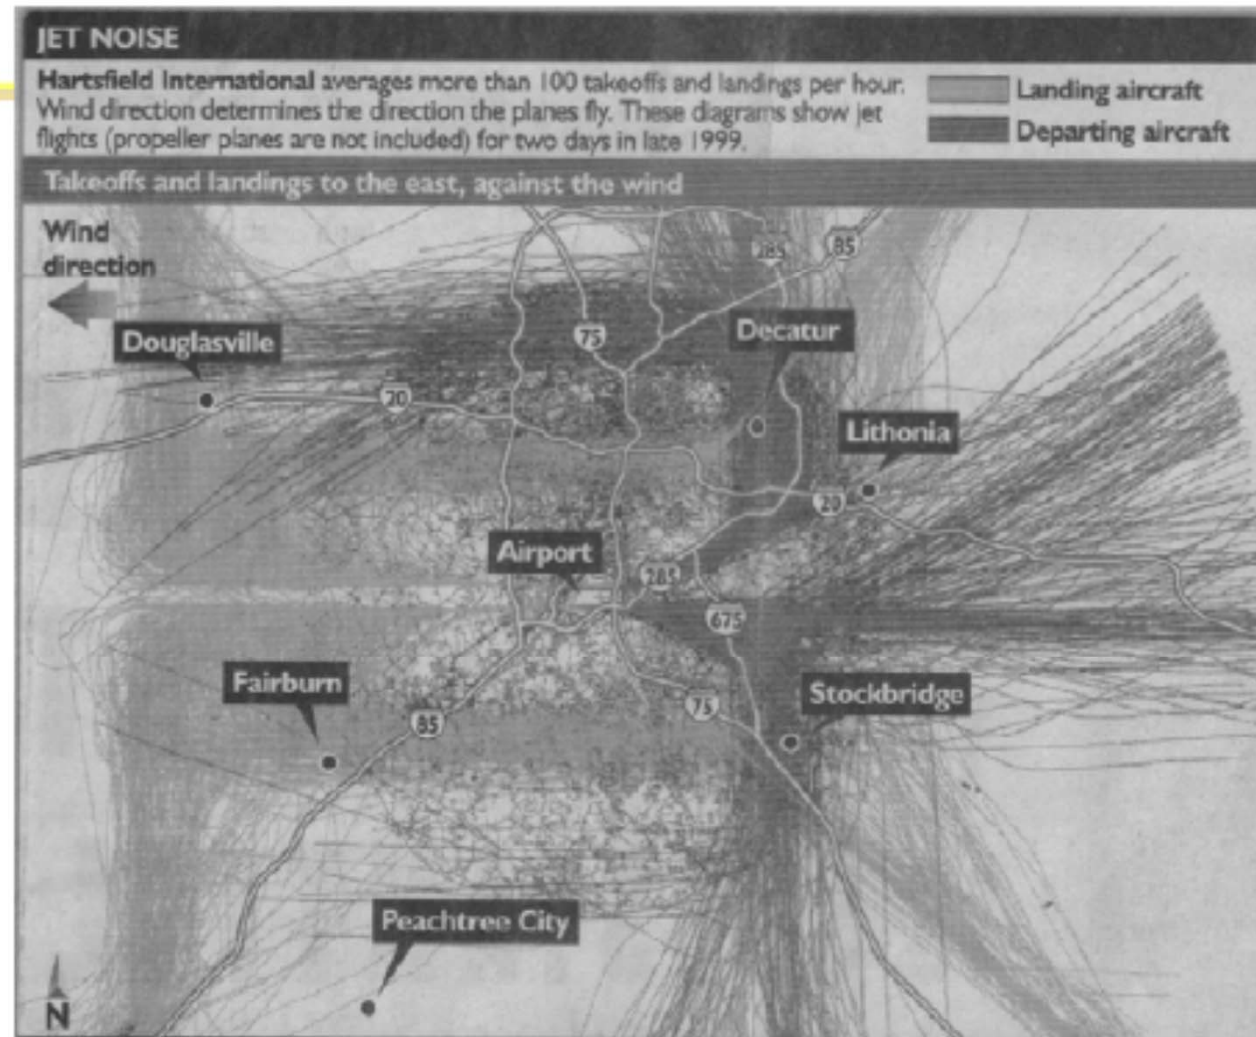 JET NOISE
Hartsfield International averages more than 100 takeoffs and landings per hour.
Wind direction determines the direction the planes fly. These diagrams show jet
flights (propeller planes are not included) for two days in late 1999.
Landing aircraft
Departing aircraft
Takeoffs and landings to the east, against the wind
Wind
direction
285
85
Douglasville
75
Decatur
20
Lithonia
20
Airport
285
675
Fairburn
85
75
Stockbridge
Peachtree City
N